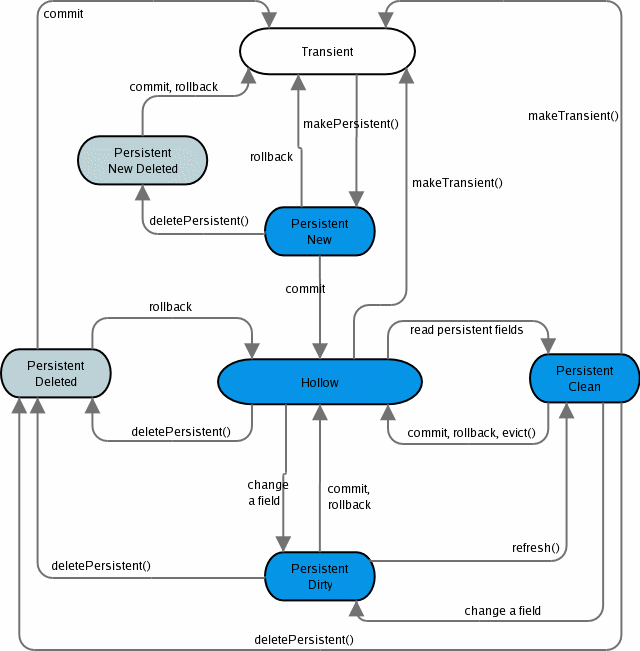 commit
Transient
commit, rollback
makePersistent()
makeTransient()
Persistent
New Deleted
rollback
makeTransient()
deletePersistent()
Persistent
New
commit
rollback
read persistent fields
Persistent
Deleted
Hollow
Persistent
Clean
deletePersistent()
commit, rollback, evict()
change
a field
commit,
rollback
refresh()
deletePersistent()
Persistent
Dirty
change a field
deletePersistent()